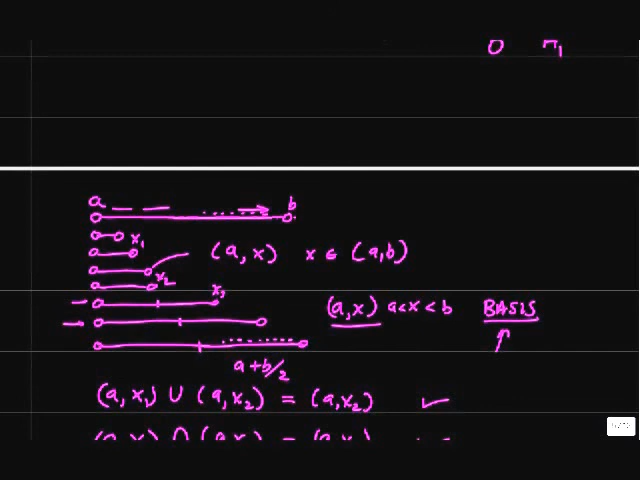 a b
x₁
(a, x) x ∈ (a, b)
x₂
x₃
(a, x) a < x < b BASIS
a + b/2
(a, x₁) ∪ (a, x₂) = (a, x₂)